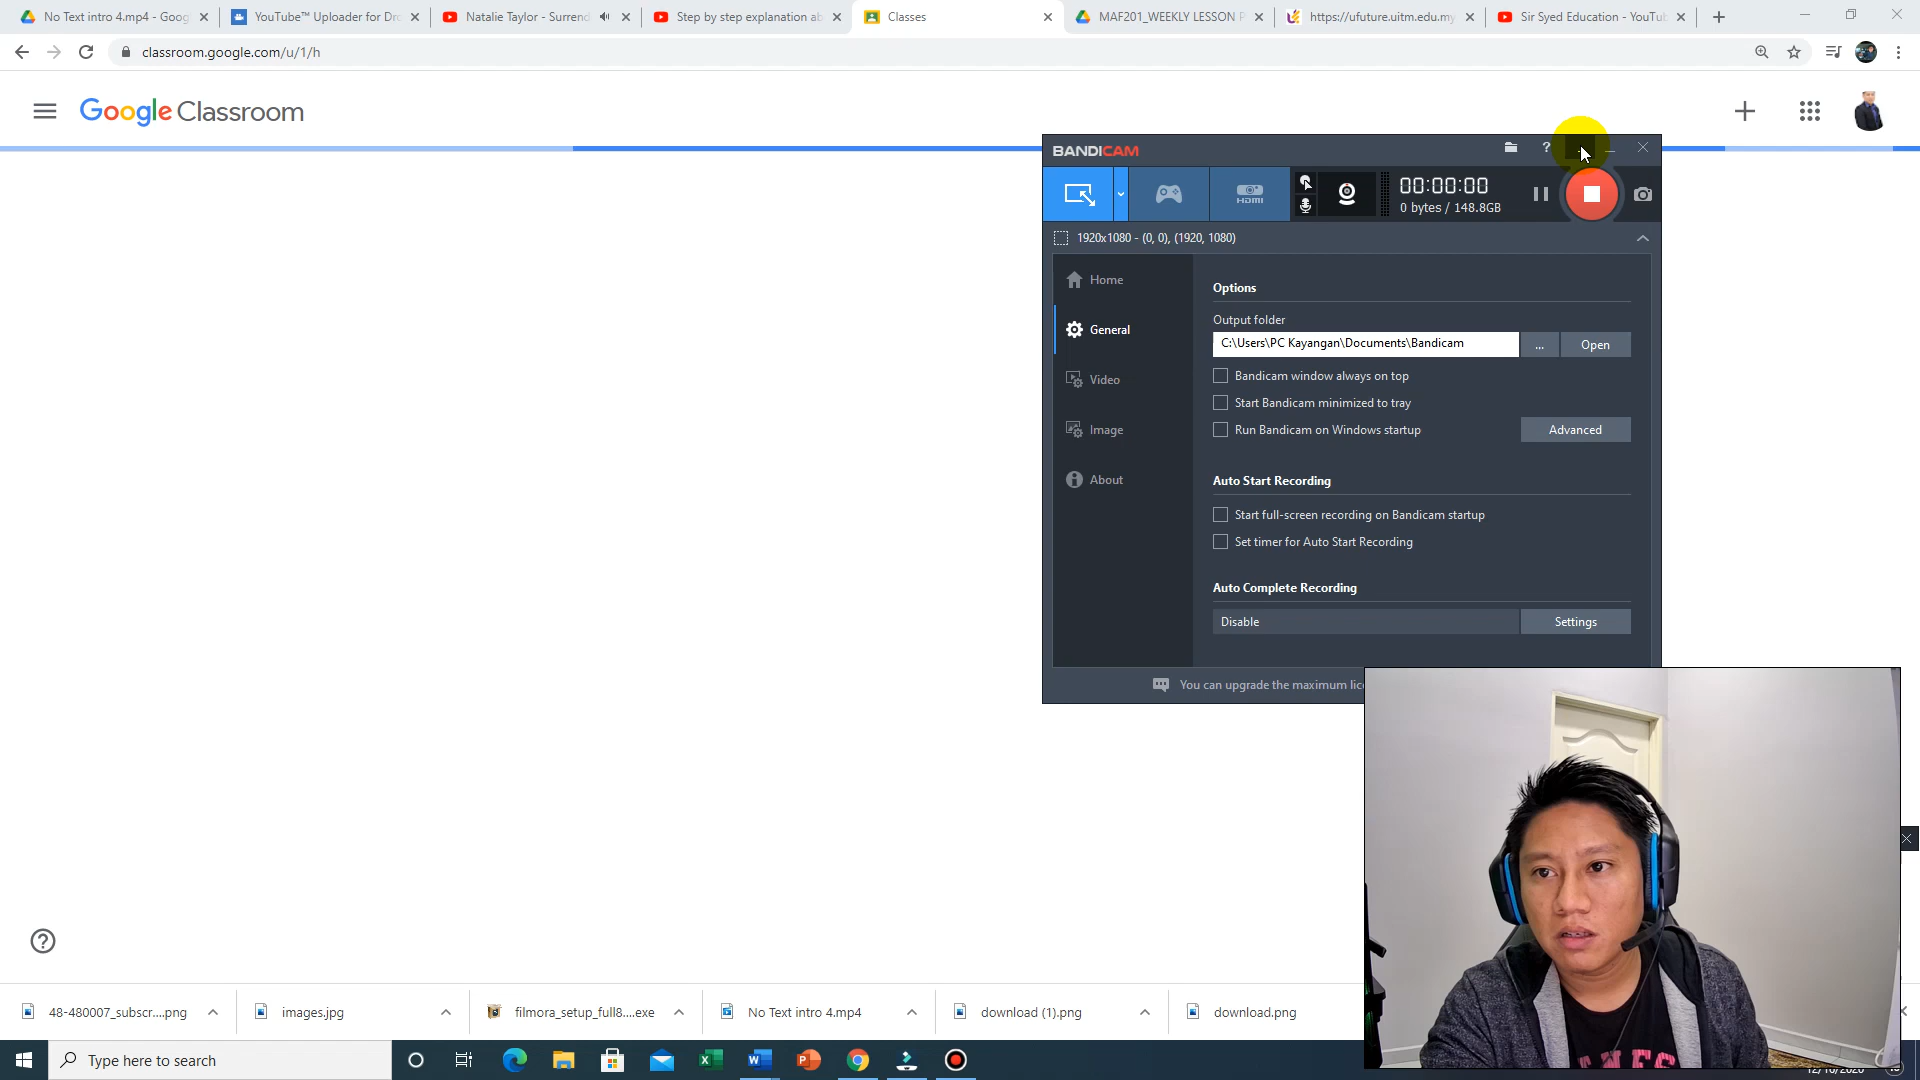 No Text intro 4.mp4 - Goog
YouTube™ Uploader for Dr
Natalie Taylor - Surrend
Step by step explanation ab
Classes
MAF201_WEEKLY LESSON P
https://ufuture.uitm.edu.my
Sir Syed Education - YouTub
classroom.google.com/u/1/h
Google Classroom
BANDICAM
?
HDMI
00:00:00
0 bytes / 148.8GB
1920x1080 - (0, 0), (1920, 1080)
Home
General
Video
Image
About
Options
Output folder
C:\Users\PC Kayangan\Documents\Bandicam
...
Open
Bandicam window always on top
Start Bandicam minimized to tray
Run Bandicam on Windows startup
Advanced
Auto Start Recording
Start full-screen recording on Bandicam startup
Set timer for Auto Start Recording
Auto Complete Recording
Disable
Settings
You can upgrade the maximum lic
?
48-480007_subscr....png
images.jpg
filmora_setup_full8....exe
No Text intro 4.mp4
download (1).png
download.png
Type here to search